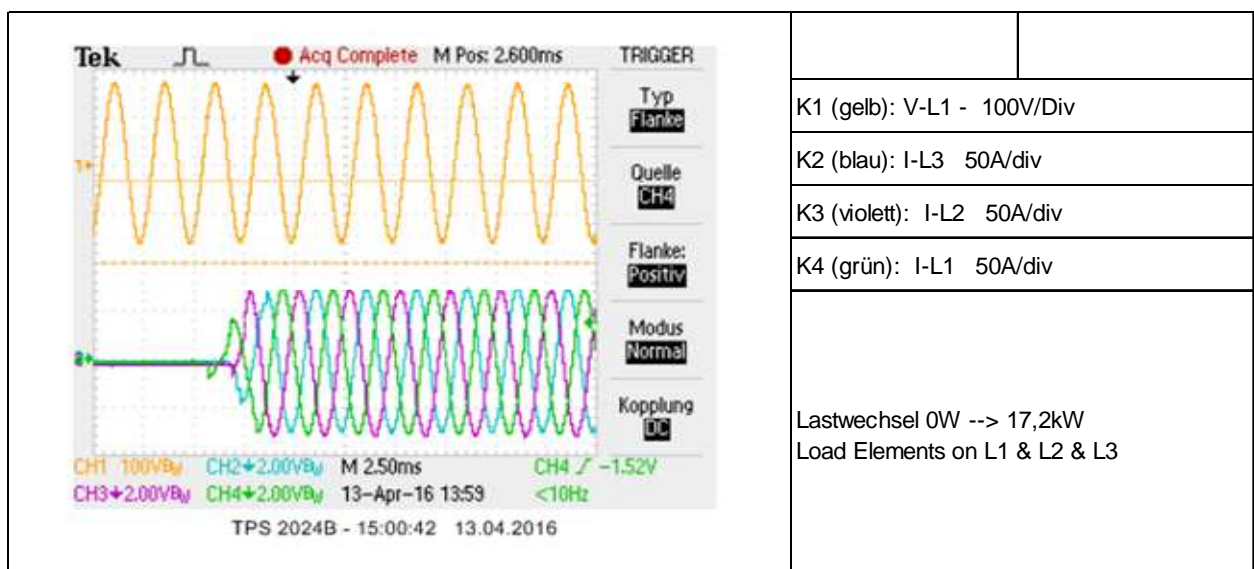 Tek Acq Complete M Pos: 2.600ms TRIGGER
Typ
Flanke
Quelle
CH4
Flanke:
Positiv
Modus
Normal
Kopplung
DC
CH1 100VBW CH2 2.00VBW M 2.50ms CH4 -1.52V
CH3 2.00VBW CH4 2.00VBW 13-Apr-16 13:59 <10Hz
TPS 2024B - 15:00:42 13.04.2016
K1 (gelb): V-L1 - 100V/Div
K2 (blau): I-L3 50A/div
K3 (violett): I-L2 50A/div
K4 (grün): I-L1 50A/div
Lastwechsel 0W --> 17,2kW
Load Elements on L1 & L2 & L3